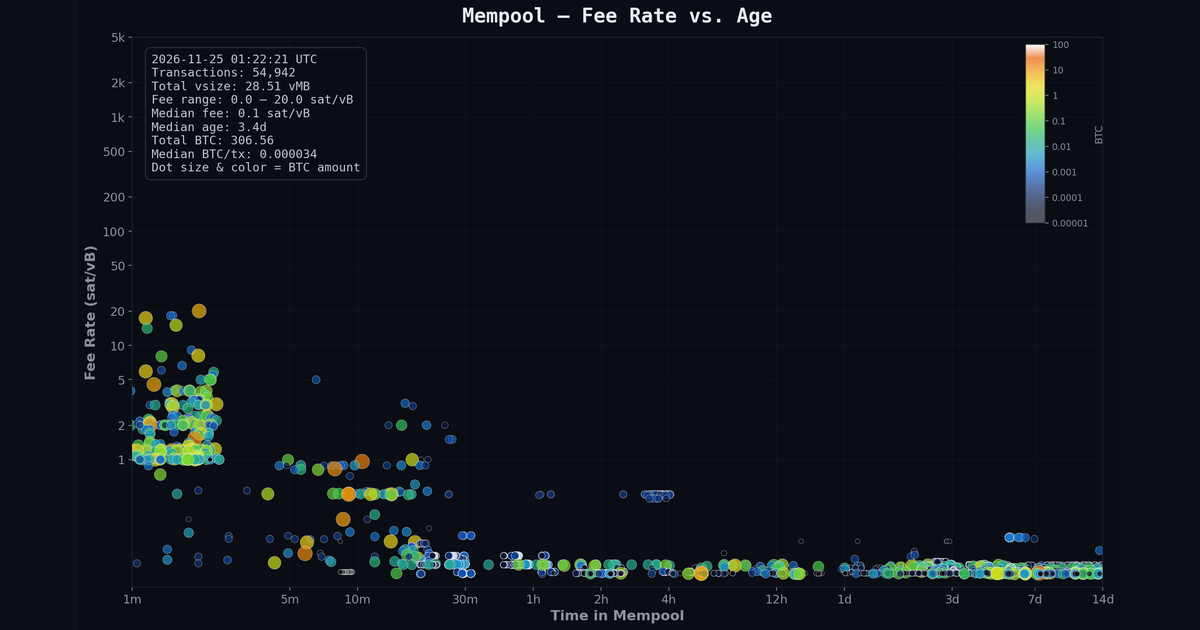 Mempool — Fee Rate vs. Age
2026-11-25 01:22:21 UTC
Transactions: 54,942
Total vsize: 28.51 vMB
Fee range: 0.0 – 20.0 sat/vB
Median fee: 0.1 sat/vB
Median age: 3.4d
Total BTC: 306.56
Median BTC/tx: 0.000034
Dot size & color = BTC amount
5k
2k
1k
500
200
100
50
20
10
5
2
1
Fee Rate (sat/vB)
100
10
1
0.1
0.01
0.001
0.0001
0.00001
BTC
1m 5m 10m 30m 1h 2h 4h 12h 1d 3d 7d 14d
Time in Mempool